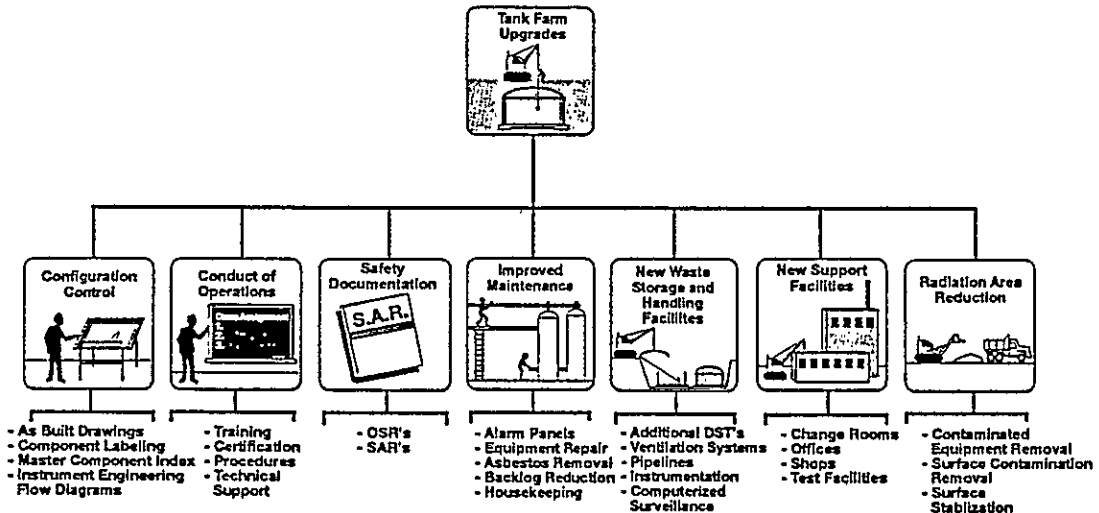 Tank Farm
Upgrades
Configuration
Control
- As Built Drawings
- Component Labeling
- Master Component Index
- Instrument Engineering
Flow Diagrams
Conduct of
Operations
- Training
- Certification
- Procedures
- Technical
Support
Safety
Documentation
S.A.R.
- OSR's
- SAR's
Improved
Maintenance
- Alarm Panels
- Equipment Repair
- Asbestos Removal
- Backlog Reduction
- Housekeeping
New Waste
Storage and
Handling
Facilites
- Additional DST's
- Ventilation Systems
- Pipelines
- Instrumentation
- Computerized
Surveillance
New Support
Facilities
- Change Rooms
- Offices
- Shops
- Test Facilities
Radiation Area
Reduction
- Contaminated
Equipment Removal
- Surface Contamination
Removal
- Surface
Stablization